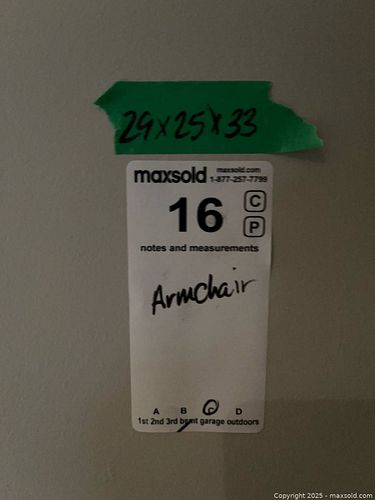 29x25x33
maxsold
maxsold.com
1-877-257-7799
16
C
P
notes and measurements
Armchair
A B C D
1st 2nd 3rd bsmt garage outdoors
Copyright 2025 - maxsold.com